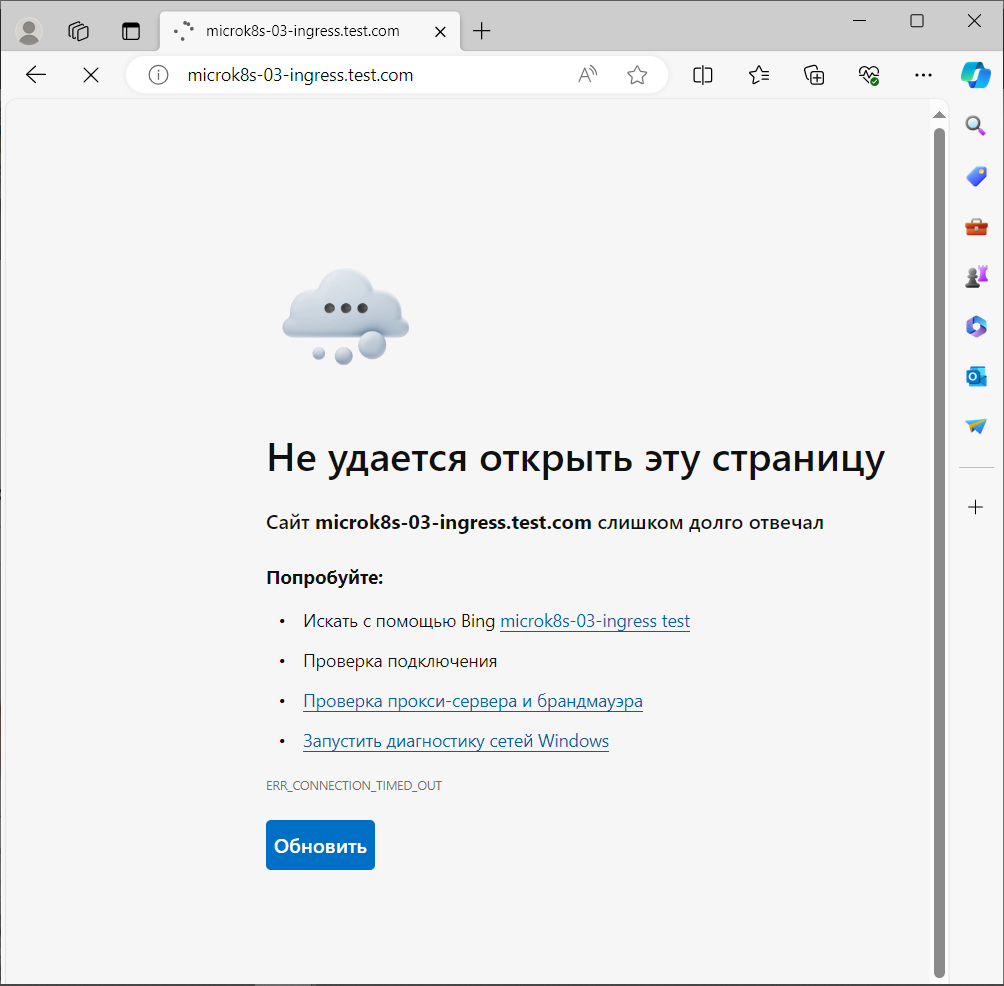 microk8s-03-ingress.test.com
microk8s-03-ingress.test.com
Не удается открыть эту страницу
Сайт microk8s-03-ingress.test.com слишком долго отвечал
Попробуйте:
• Искать с помощью Bing microk8s-03-ingress test
• Проверка подключения
• Проверка прокси-сервера и брандмауэра
• Запустить диагностику сетей Windows
ERR_CONNECTION_TIMED_OUT
Обновить